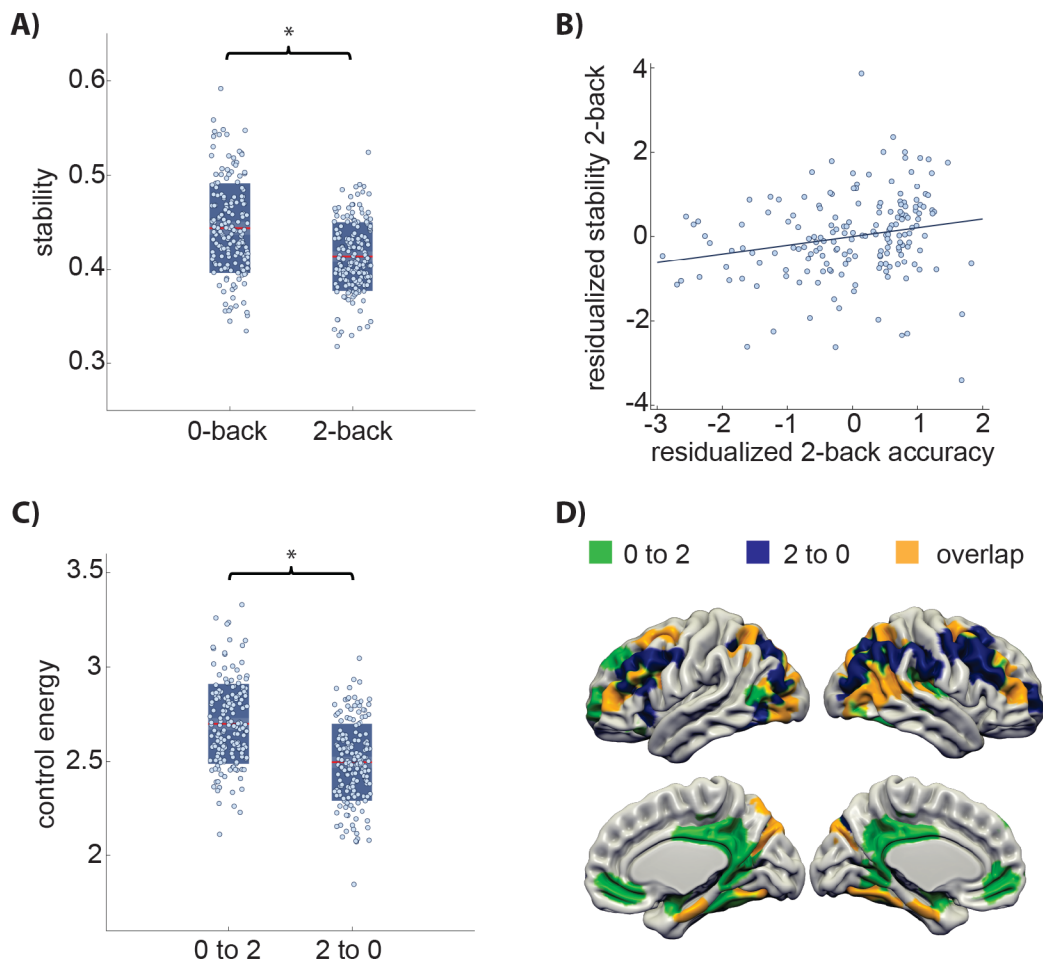 A)
*
0.6
0.5
0.4
0.3
stability
0-back
2-back
B)
4
2
0
-2
-4
residualized stability 2-back
-3
-2
-1
0
1
2
residualized 2-back accuracy
C)
*
3.5
3
2.5
2
control energy
0 to 2
2 to 0
D)
0 to 2
2 to 0
overlap